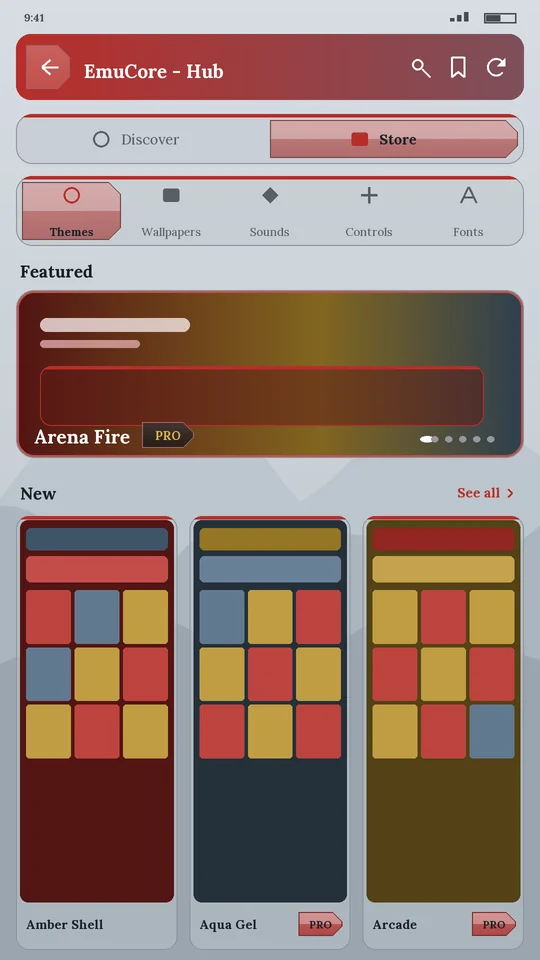 9:41
EmuCore - Hub
Discover
Store
Themes
Wallpapers
Sounds
Controls
Fonts
Featured
Arena Fire
PRO
New
See all
Amber Shell
Aqua Gel
PRO
Arcade
PRO